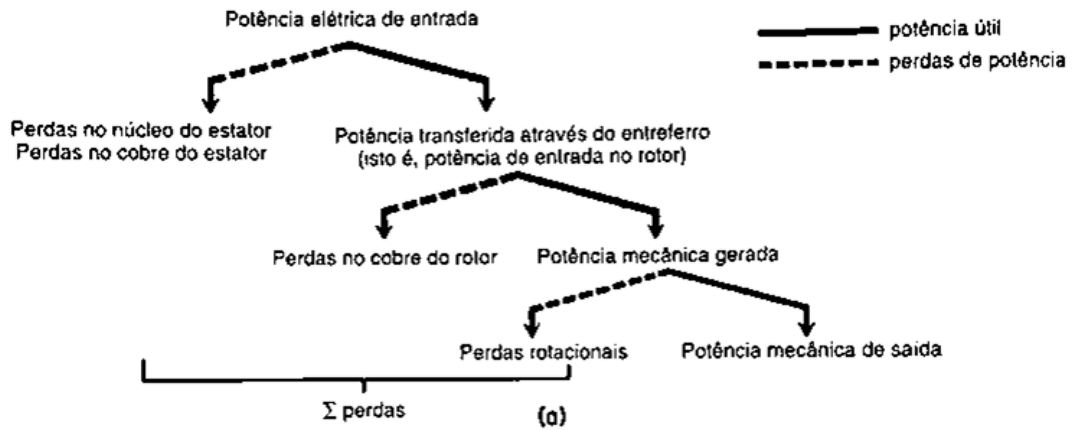 Potência elétrica de entrada
potência útil
perdas de potência
Perdas no núcleo do estator
Perdas no cobre do estator
Potência transferida através do entreferro
(isto é, potência de entrada no rotor)
Perdas no cobre do rotor
Potência mecânica gerada
Perdas rotacionais
Potência mecânica de saída
Σ perdas
(a)